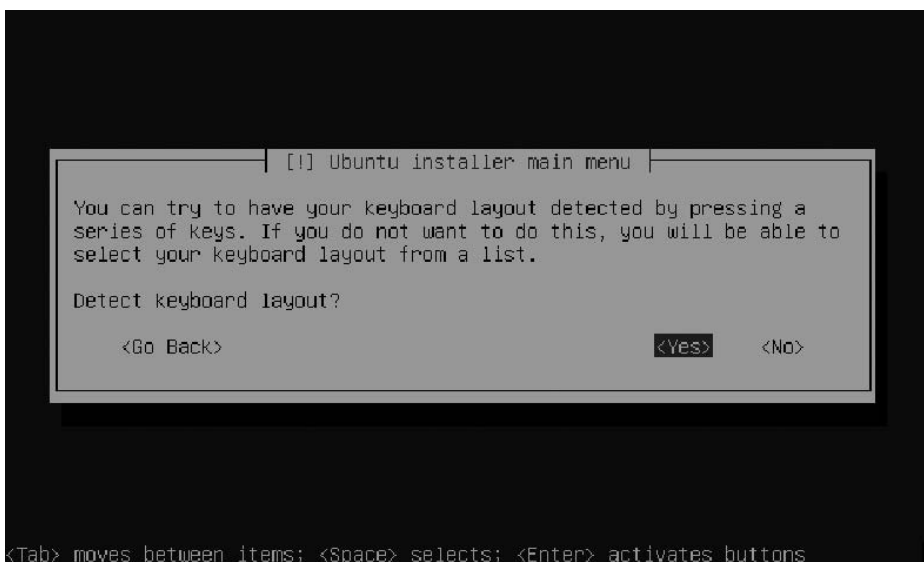 [!] Ubuntu installer main menu
You can try to have your keyboard layout detected by pressing a
series of keys. If you do not want to do this, you will be able to
select your keyboard layout from a list.
Detect keyboard layout?
<Go Back> <Yes> <No>
<Tab> moves between items; <Space> selects; <Enter> activates buttons